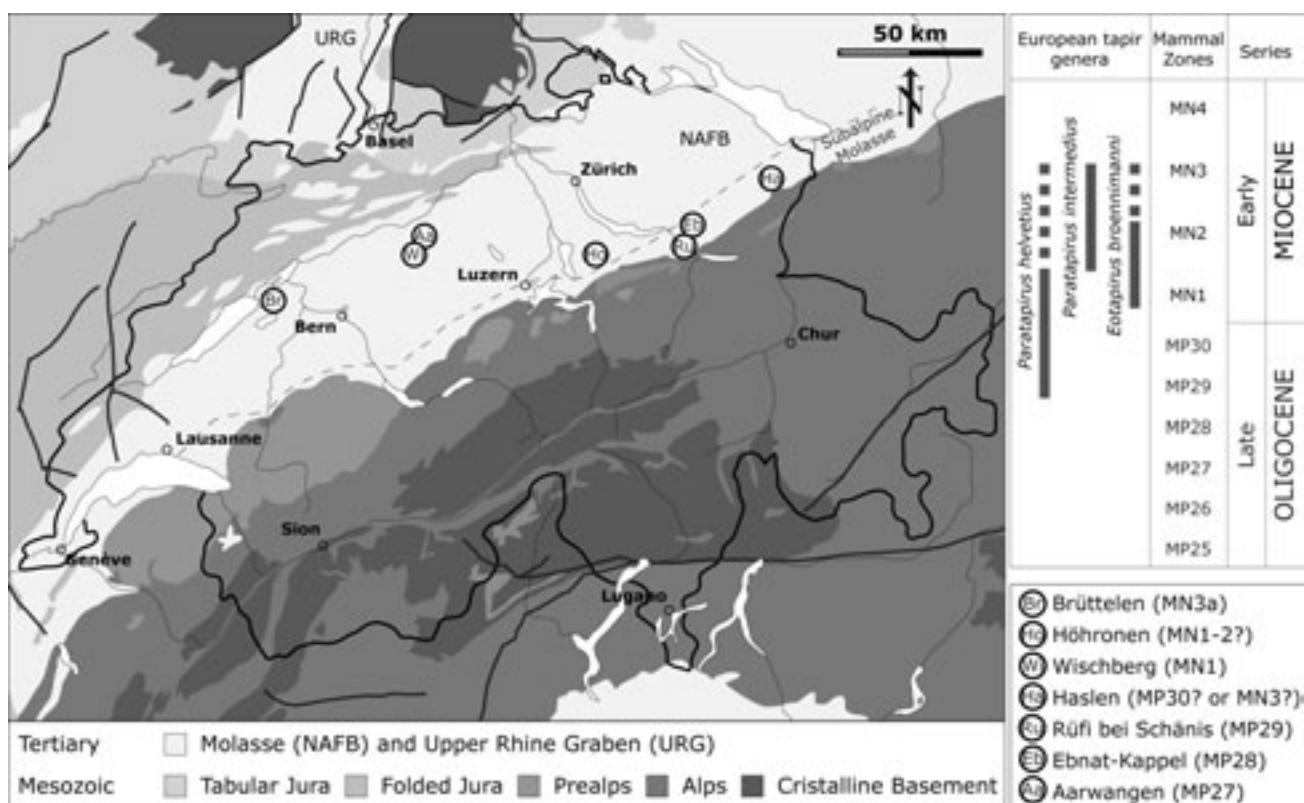 URG
50 km
Basel
NAFB
Subalpine
Molasse
Zürich
Ha
Eb
Aa
Ru
W
Ho
Luzern
Br
Bern
Chur
Lausanne
Sion
Genève
Lugano
Tertiary
Molasse (NAFB) and Upper Rhine Graben (URG)
Mesozoic
Tabular Jura
Folded Jura
Prealps
Alps
Cristalline Basement
European tapir
genera
Mammal
Zones
Series
Paratapirus helvetius
Paratapirus intermedius
Eotapirus broennimanni
MN4
MN3
MN2
MN1
MP30
MP29
MP28
MP27
MP26
MP25
Early
MIOCENE
Late
OLIGOCENE
Br Brüttelen (MN3a)
Ho Höhronen (MN1-2?)
W Wischberg (MN1)
Ha Haslen (MP30? or MN3?)
Ru Rüfi bei Schänis (MP29)
Eb Ebnat-Kappel (MP28)
Aa Aarwangen (MP27)